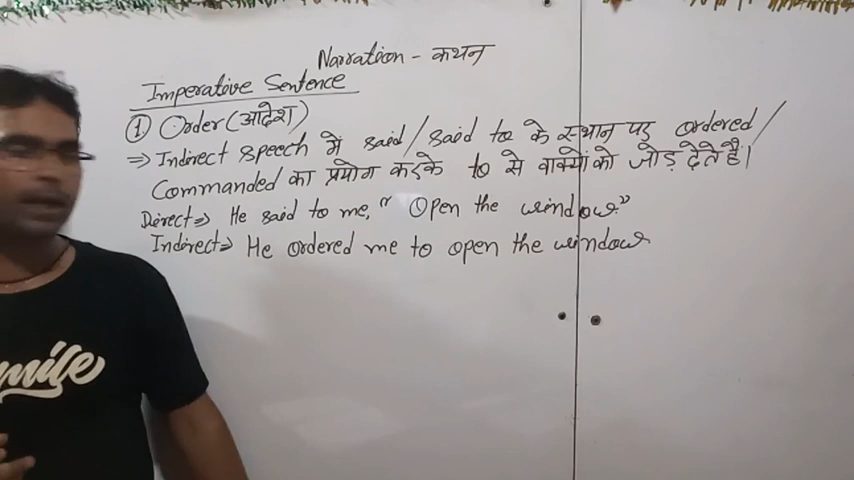 Narration - कथन
Imperative Sentence
① Order (आदेश)
⇒ Indirect speech में said/said to के स्थान पर ordered/
Commanded का प्रयोग करके to से वाक्यों को जोड़ देते हैं।
Direct ⇒ He said to me, "Open the window."
Indirect ⇒ He ordered me to open the window
mile